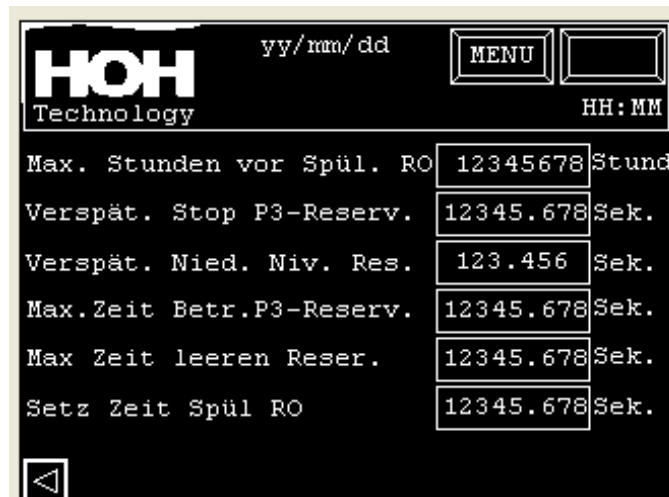 HOH
Technology
yy/mm/dd
MENU
HH:MM
Max. Stunden vor Spül. RO 12345678 Stund
Verspät. Stop P3-Reserv. 12345.678 Sek.
Verspät. Nied. Niv. Res. 123.456 Sek.
Max.Zeit Betr.P3-Reserv. 12345.678 Sek.
Max Zeit leeren Reser. 12345.678 Sek.
Setz Zeit Spül RO 12345.678 Sek.